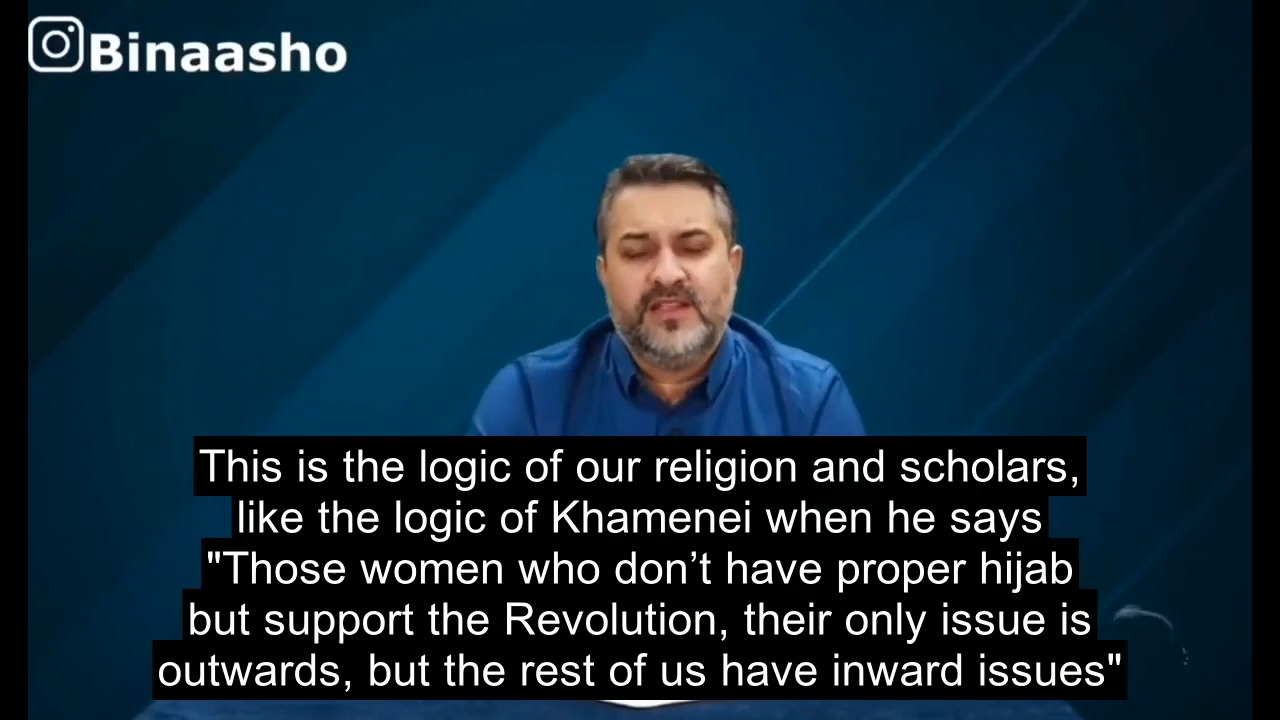 Binaasho
This is the logic of our religion and scholars,
like the logic of Khamenei when he says
"Those women who don’t have proper hijab
but support the Revolution, their only issue is
outwards, but the rest of us have inward issues"